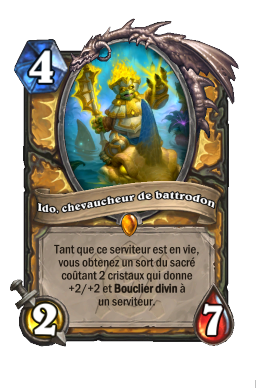 4
Ido, chevaucheur de battrodon
Tant que ce serviteur est en vie,
vous obtenez un sort du sacré
coûtant 2 cristaux qui donne
+2/+2 et Bouclier divin à
un serviteur.
2
7